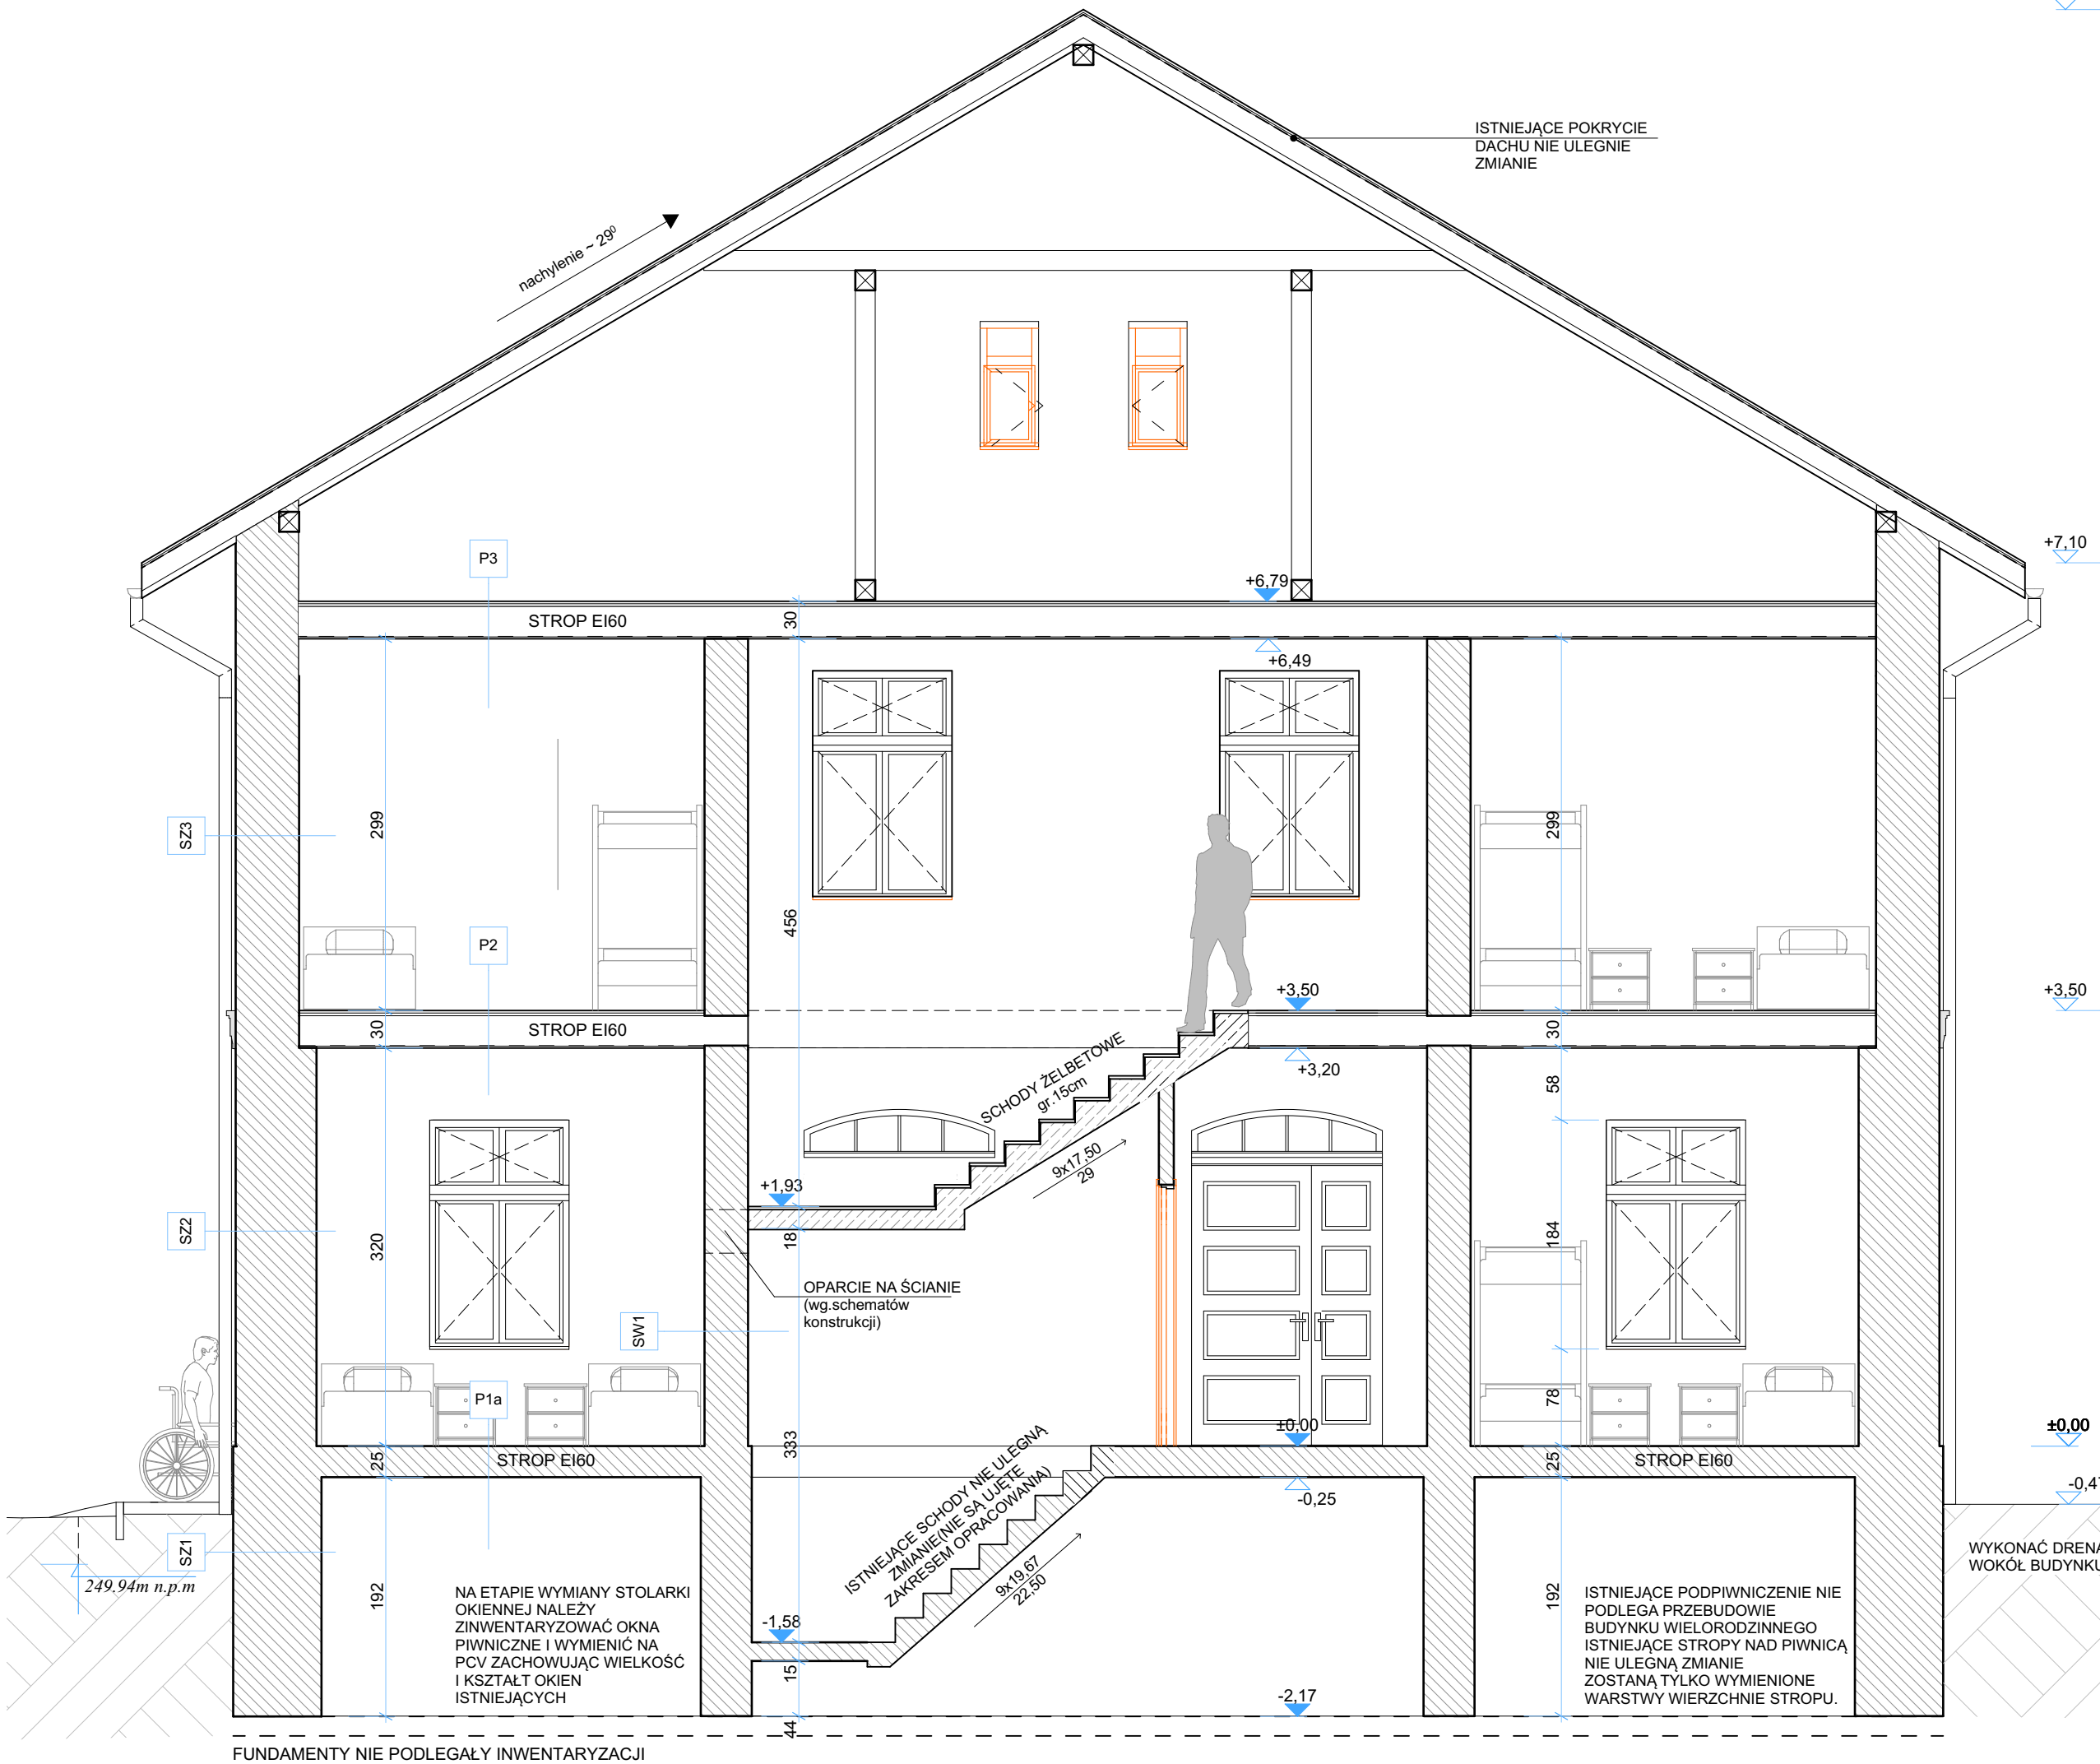 ISTNIEJĄCE POKRYCIE
DACHU NIE ULEGNIE
ZMIANIE
nachylenie ~ 29⁰
+7,10
P3
+6,79
STROP EI60
30
+6,49
299
299
SZ3
456
P2
+3,50
+3,50
STROP EI60
30
30
+3,20
SCHODY ŻELBETOWE
gr.15cm
58
9x17,50
29
+1,93
18
184
SZ2
320
OPARCIE NA ŚCIANIE
(wg.schematów
konstrukcji)
SW1
P1a
78
333
±0,00
±0,00
STROP EI60
25
25
STROP EI60
-0,25
-0,47
ISTNIEJĄCE SCHODY NIE ULEGNĄ
ZMIANIE(NIE SĄ UJĘTE
ZAKRESEM OPRACOWANIA)
9x19,67
22,50
SZ1
249.94m n.p.m
192
192
NA ETAPIE WYMIANY STOLARKI
OKIENNEJ NALEŻY
ZINWENTARYZOWAĆ OKNA
PIWNICZNE I WYMIENIĆ NA
PCV ZACHOWUJĄC WIELKOŚĆ
I KSZTAŁT OKIEN
ISTNIEJĄCYCH
-1,58
15
-2,17
44
ISTNIEJĄCE PODPIWNICZENIE NIE
PODLEGA PRZEBUDOWIE
BUDYNKU WIELORODZINNEGO
ISTNIEJĄCE STROPY NAD PIWNICĄ
NIE ULEGNĄ ZMIANIE
ZOSTANĄ TYLKO WYMIENIONE
WARSTWY WIERZCHNIE STROPU.
WYKONAĆ DRENA
WOKÓŁ BUDYNKU
FUNDAMENTY NIE PODLEGAŁY INWENTARYZACJI